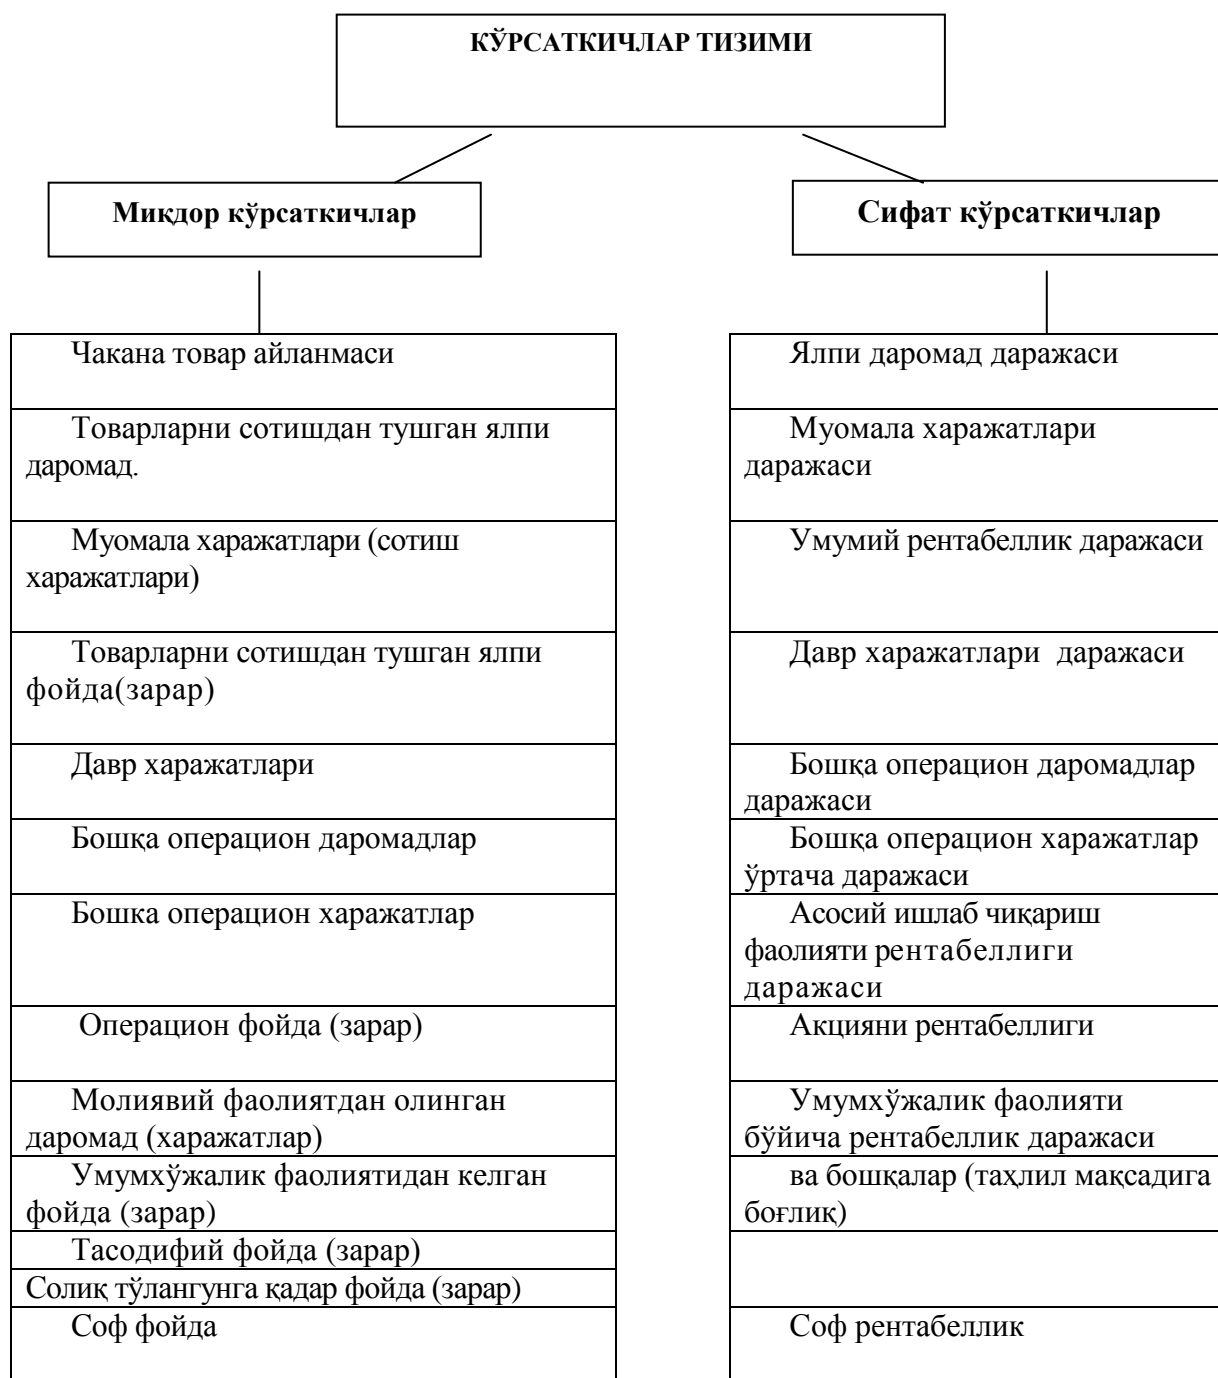 КЎРСАТКИЧЛАР ТИЗИМИ
Миқдор кўрсаткичлар
Чакана товар айланмаси
Товарларни сотишдан тушган ялпи
даромад.
Муомала харажатлари (сотиш
харажатлари)
Товарларни сотишдан тушган ялпи
фойда(зарар)
Давр харажатлари
Бошқа операцион даромадлар
Бошка операцион харажатлар
Операцион фойда (зарар)
Молиявий фаолиятдан олинган
даромад (харажатлар)
Умумхўжалик фаолиятидан келган
фойда (зарар)
Тасодифий фойда (зарар)
Солиқ тўлангунга қадар фойда (зарар)
Соф фойда
Сифат кўрсаткичлар
Ялпи даромад даражаси
Муомала харажатлари
даражаси
Умумий рентабеллик даражаси
Давр харажатлари даражаси
Бошқа операцион даромадлар
даражаси
Бошқа операцион харажатлар
ўртача даражаси
Асосий ишлаб чиқариш
фаолияти рентабеллиги
даражаси
Акцияни рентабеллиги
Умумхўжалик фаолияти
бўйича рентабеллик даражаси
ва бошқалар (таҳлил мақсадига
боғлиқ)
Соф рентабеллик